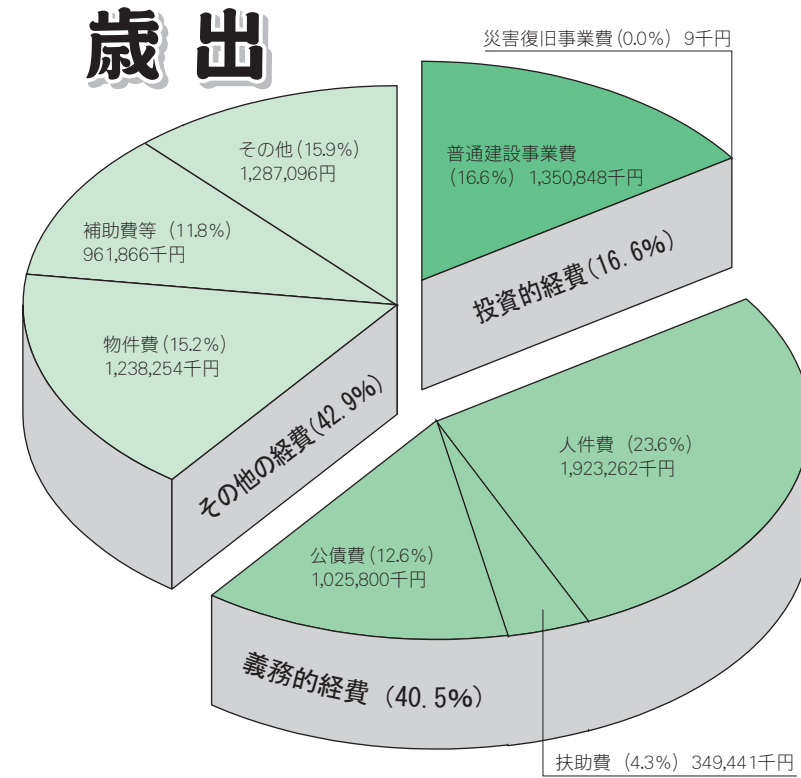 歳出
災害復旧事業費(0.0%) 9千円
普通建設事業費
(16.6%) 1,350,848千円
投資的経費(16.6%)
その他(15.9%)
1,287,096円
補助費等 (11.8%)
961,866千円
物件費(15.2%)
1,238,254千円
その他の経費(42.9%)
人件費 (23.6%)
1,923,262千円
公債費(12.6%)
1,025,800千円
義務的経費 (40.5%)
扶助費 (4.3%) 349,441千円